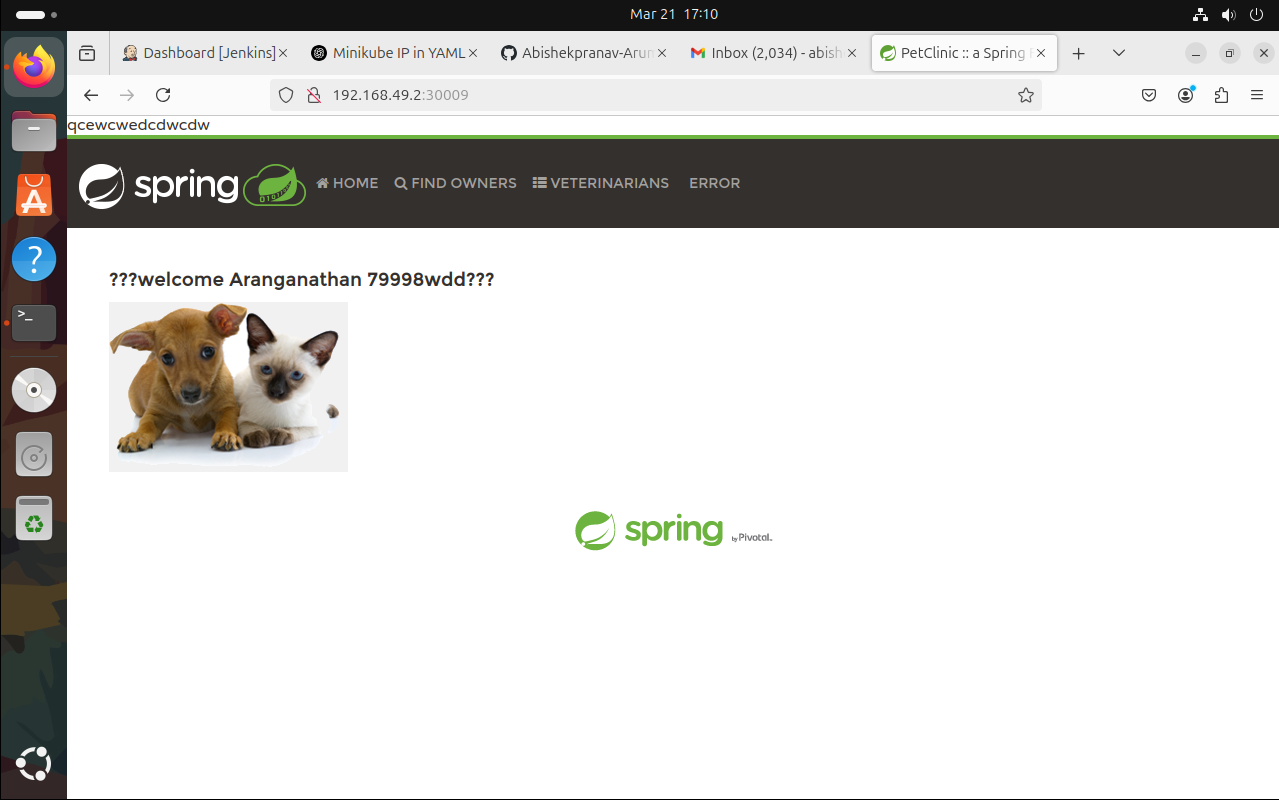 Mar 21 17:10
Dashboard [Jenkins]
Minikube IP in YAML
Abishekpranav-Arun
Inbox (2,034) - abish
PetClinic :: a Spring
192.168.49.2:30009
qcewcwedcdwcdw
spring
HOME
FIND OWNERS
VETERINARIANS
ERROR
???welcome Aranganathan 79998wdd???
spring by Pivotal.